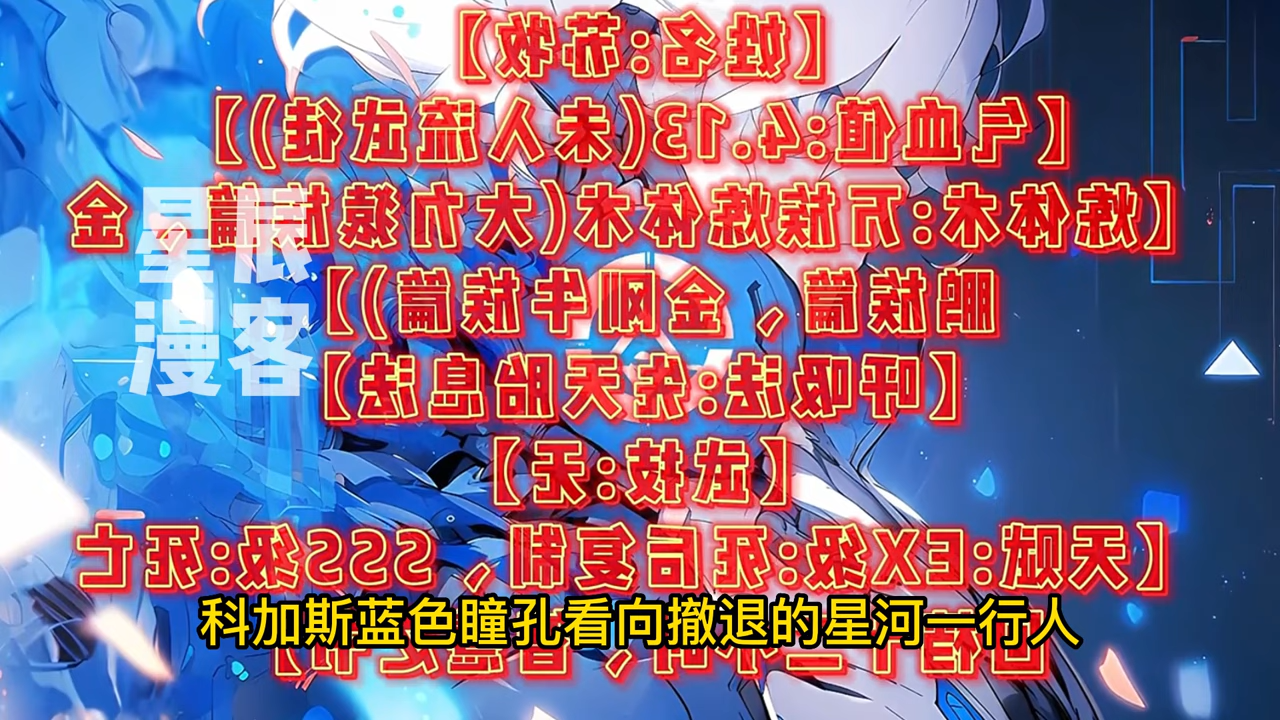 【姓名:苏牧】
【气血值:4.13(未入流武徒)】
【炼体术:万族炼体术(大力猿族篇、金
鹏族篇、金刚牛族篇)】
【呼吸法:先天胎息法】
【武技:无】
【天赋:EX级:死后复制、SSS级:死亡
星辰
漫客
科加斯蓝色瞳孔看向撤退的星河一行人